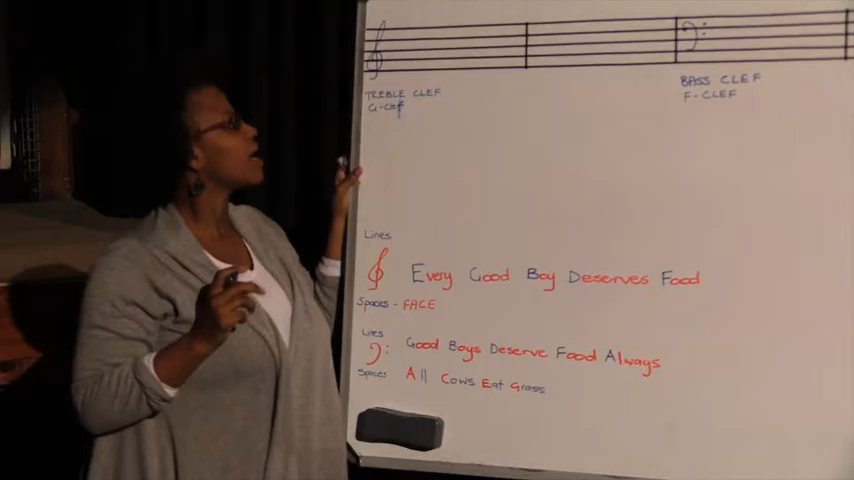 TREBLE CLEF
G-Clef
BASS CLEF
F-CLEF
Lines
Every Good Boy Deserves Food
Spaces - FACE
Lines
Good Boys Deserve Food Always
Spaces All Cows Eat Grass